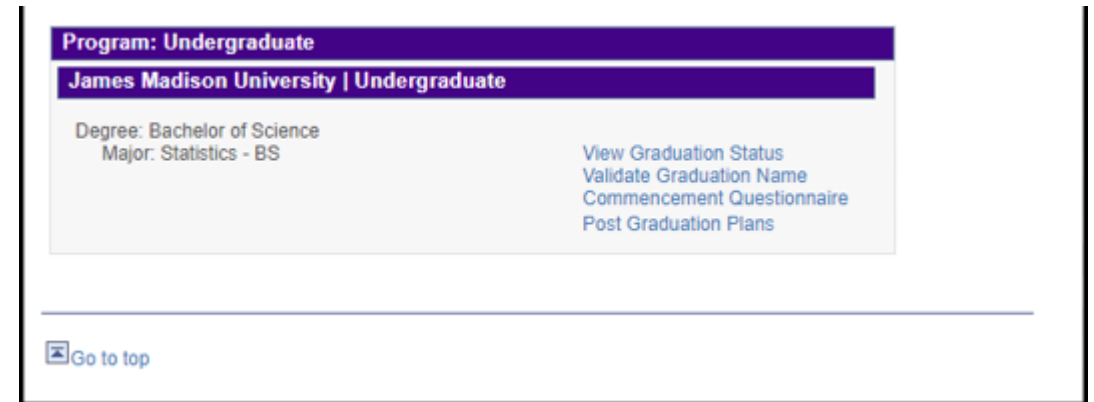 Program: Undergraduate
James Madison University | Undergraduate
Degree: Bachelor of Science
Major: Statistics - BS
View Graduation Status
Validate Graduation Name
Commencement Questionnaire
Post Graduation Plans
Go to top